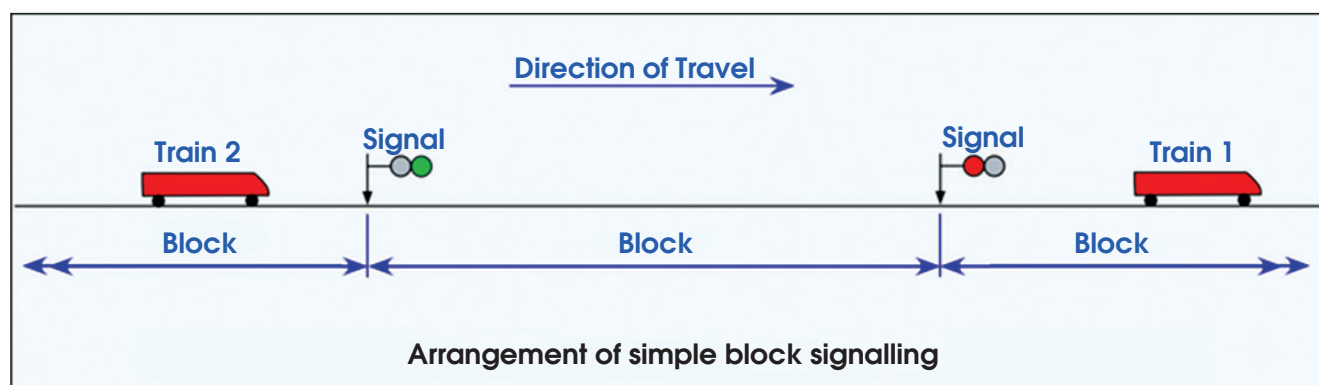 Direction of Travel
Signal
Signal
Train 2
Train 1
Block
Block
Block
Arrangement of simple block signalling